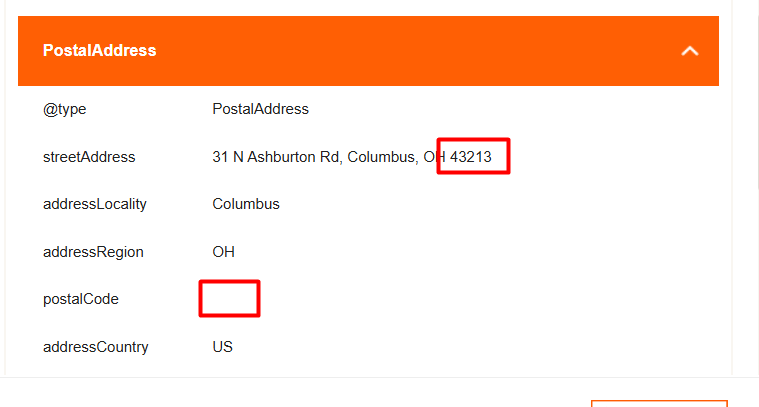 PostalAddress
@type PostalAddress
streetAddress 31 N Ashburton Rd, Columbus, OH 43213
addressLocality Columbus
addressRegion OH
postalCode
addressCountry US